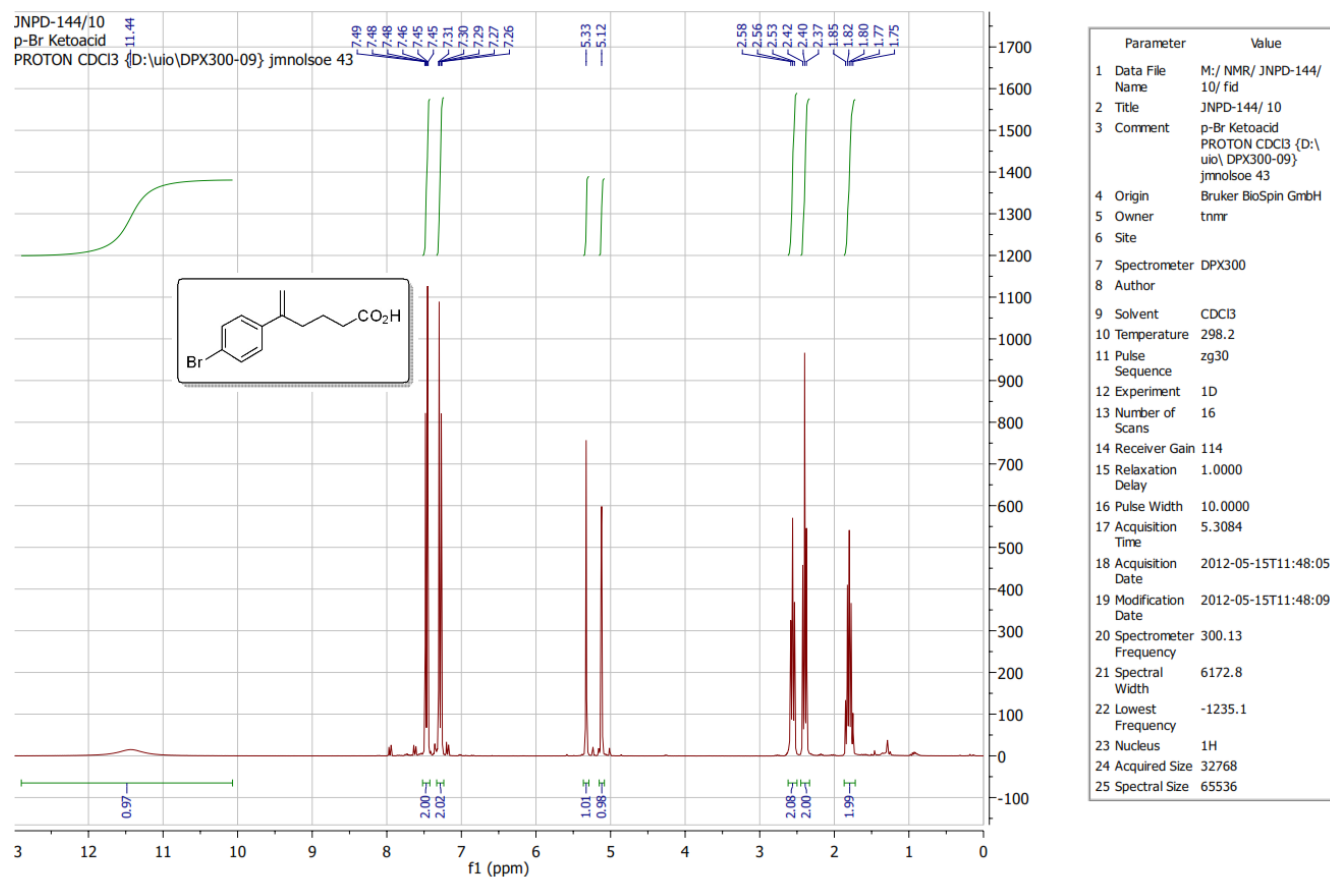 JNPD-144/10
p-Br Ketoacid
PROTON CDCl3 {D:\uio\DPX300-09} jmnolsoe 43
11.44
7.49
7.48
7.48
7.46
7.45
7.45
7.31
7.30
7.29
7.27
7.26
5.33
5.12
2.58
2.56
2.53
2.42
2.40
2.37
1.85
1.82
1.80
1.77
1.75
1700
1600
1500
1400
1300
1200
1100
1000
900
800
700
600
500
400
300
200
100
0
-100
CO₂H
Br
0.97
2.00
2.02
1.01
0.98
2.08
2.00
1.99
3 12 11 10 9 8 7 6 5 4 3 2 1 0
f1 (ppm)
Parameter Value
1 Data File M:/ NMR/ JNPD-144/
Name 10/ fid
2 Title JNPD-144/ 10
3 Comment p-Br Ketoacid
PROTON CDCl3 {D:\
uio\ DPX300-09}
jmnolsoe 43
4 Origin Bruker BioSpin GmbH
5 Owner tnmr
6 Site
7 Spectrometer DPX300
8 Author
9 Solvent CDCl3
10 Temperature 298.2
11 Pulse zg30
Sequence
12 Experiment 1D
13 Number of 16
Scans
14 Receiver Gain 114
15 Relaxation 1.0000
Delay
16 Pulse Width 10.0000
17 Acquisition 5.3084
Time
18 Acquisition 2012-05-15T11:48:05
Date
19 Modification 2012-05-15T11:48:09
Date
20 Spectrometer 300.13
Frequency
21 Spectral 6172.8
Width
22 Lowest -1235.1
Frequency
23 Nucleus 1H
24 Acquired Size 32768
25 Spectral Size 65536